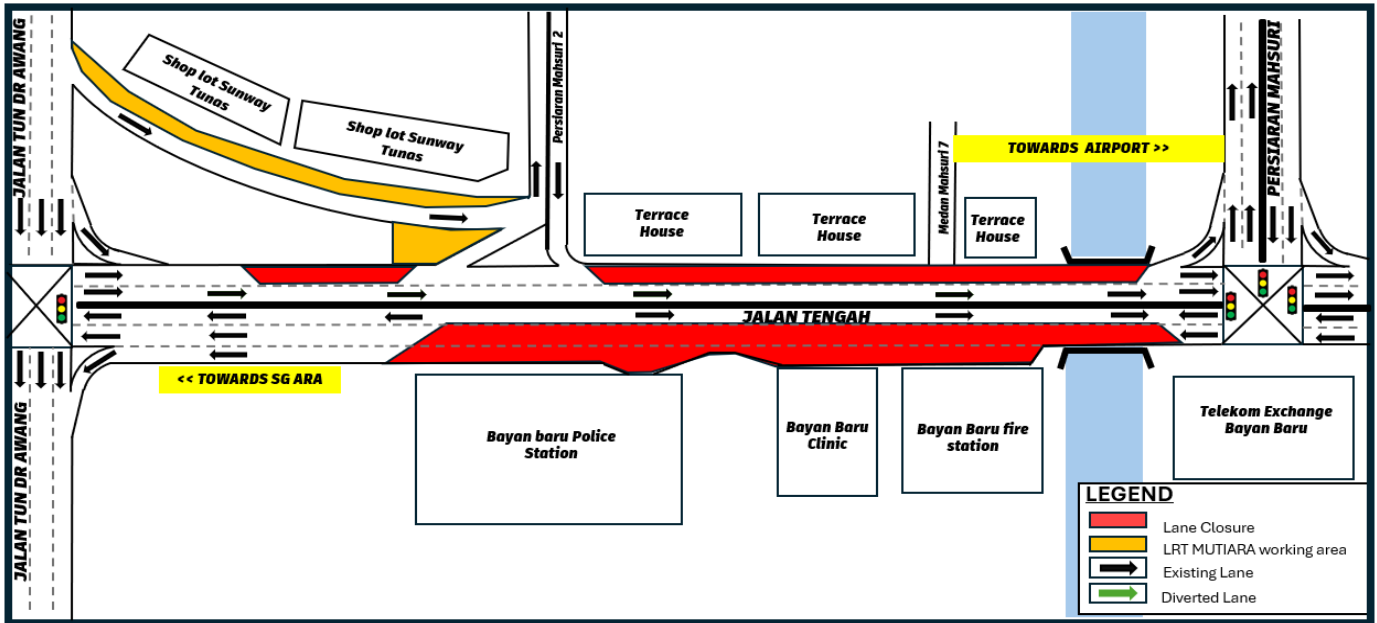 JALAN TUN DR AWANG
Shop lot Sunway
Tunas
Shop lot Sunway
Tunas
Persiaran Mahsuri 2
Medan Mahsuri 7
TOWARDS AIRPORT >>
PERSIARAN MAHSURI
Terrace
House
Terrace
House
Terrace
House
JALAN TENGAH
<< TOWARDS SG ARA
JALAN TUN DR AWANG
Bayan baru Police
Station
Bayan Baru
Clinic
Bayan Baru fire
station
Telekom Exchange
Bayan Baru
LEGEND
Lane Closure
LRT MUTIARA working area
Existing Lane
Diverted Lane